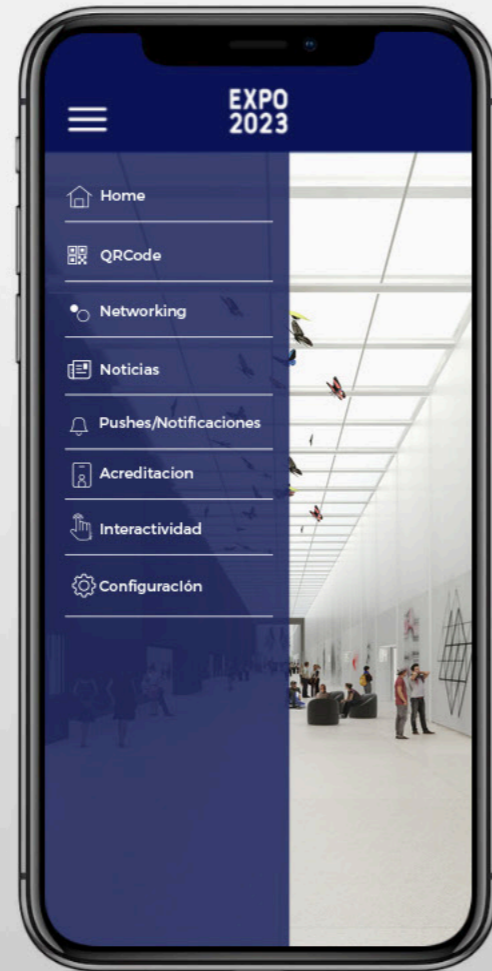 EXPO
2023
Home
QRCode
Networking
Noticias
Pushes/Notificaciones
Acreditacion
Interactividad
Configuración